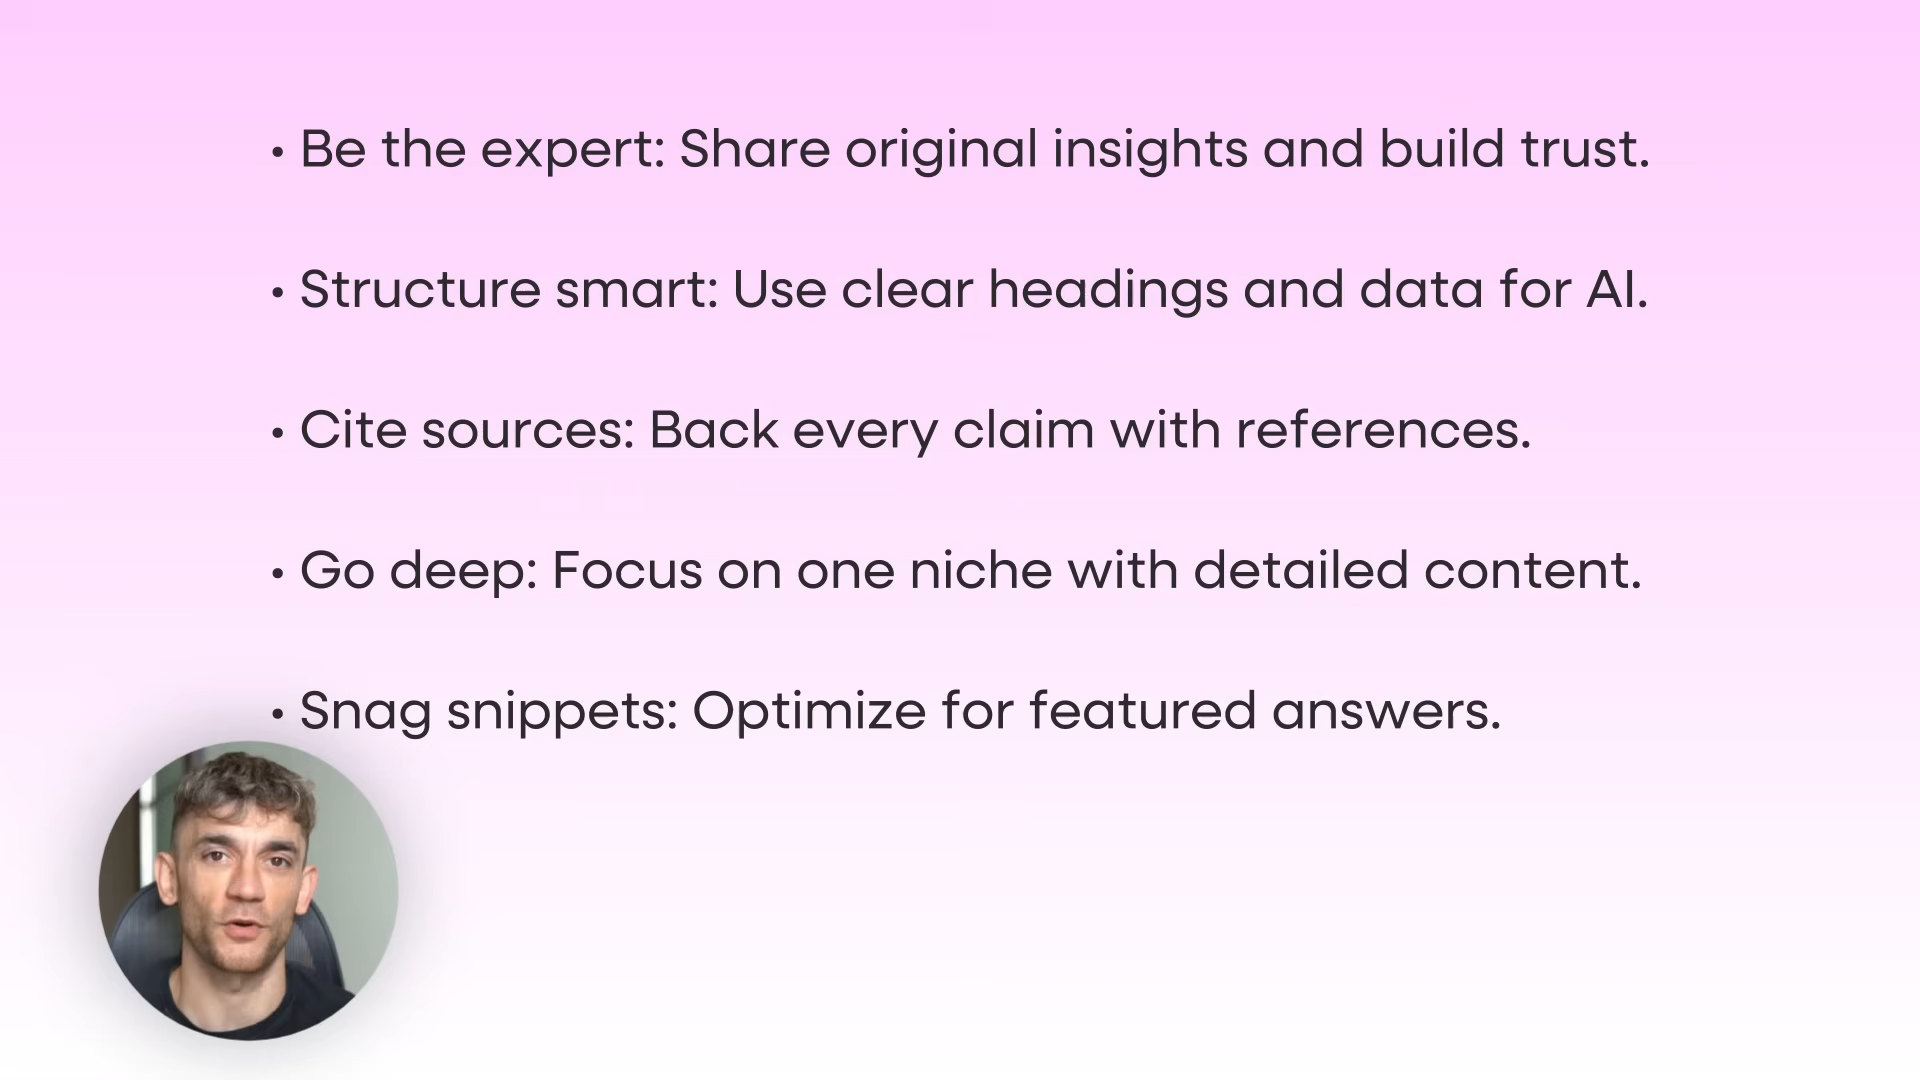 • Be the expert: Share original insights and build trust.
• Structure smart: Use clear headings and data for AI.
• Cite sources: Back every claim with references.
• Go deep: Focus on one niche with detailed content.
• Snag snippets: Optimize for featured answers.